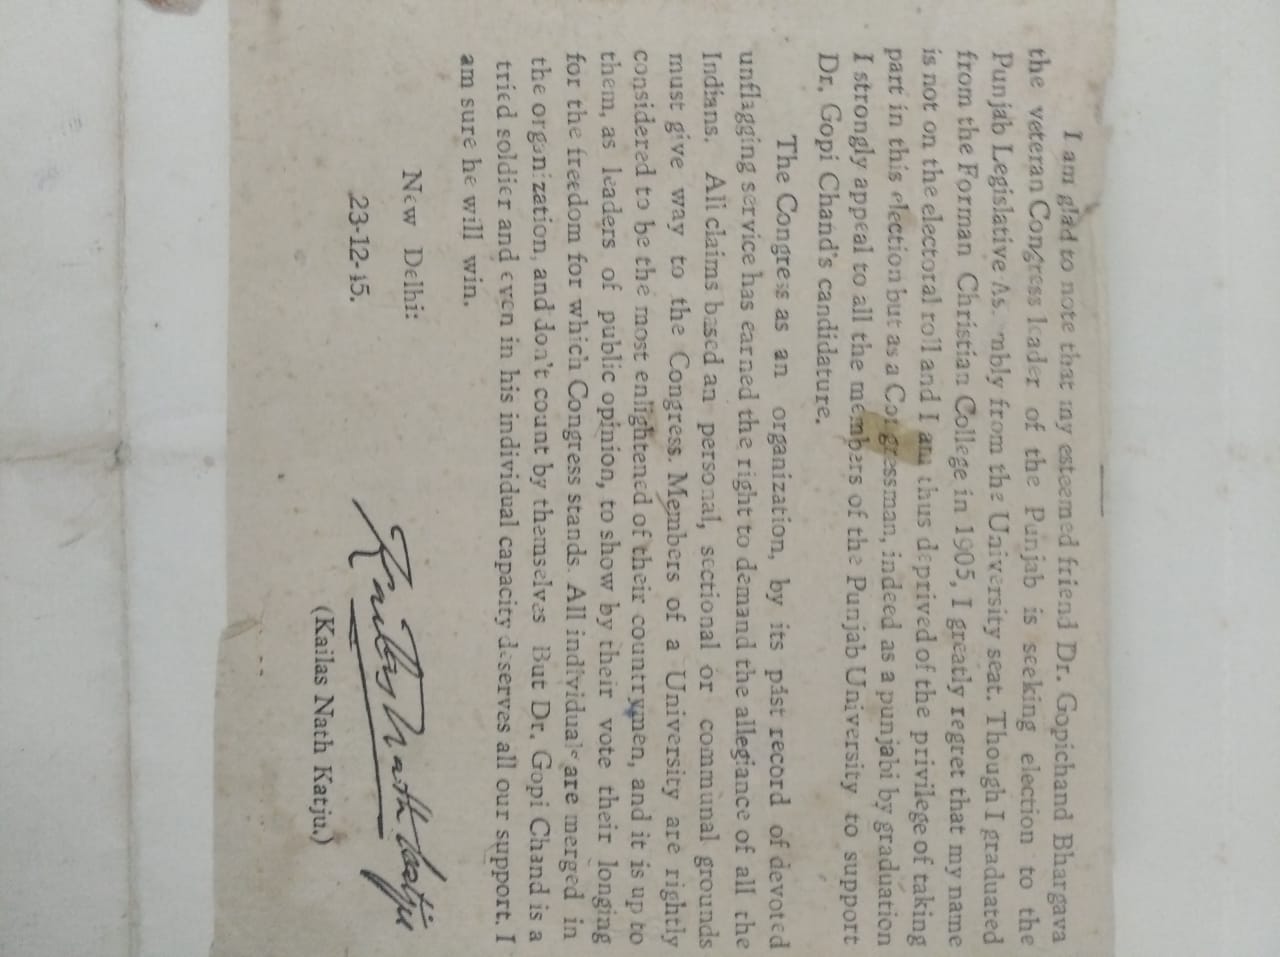 I am glad to note that my esteemed friend Dr. Gopichand Bhargava
the veteran Congress leader of the Punjab is seeking election to the
Punjab Legislative As. mbly from the University seat. Though I graduated
from the Forman Christian College in 1905, I greatly regret that my name
is not on the electoral roll and I am thus deprived of the privilege of taking
part in this election but as a Congressman, indeed as a punjabi by graduation
I strongly appeal to all the members of the Punjab University to support
Dr. Gopi Chand's candidature.
The Congress as an organization, by its past record of devoted
unflagging service has earned the right to demand the allegiance of all the
Indians. All claims based an personal, sectional or communal grounds
must give way to the Congress. Members of a University are rightly
considered to be the most enlightened of their countrymen, and it is up to
them, as leaders of public opinion, to show by their vote their longing
for the freedom for which Congress stands. All individuals are merged in
the organization, and don't count by themselves But Dr. Gopi Chand is a
tried soldier and even in his individual capacity deserves all our support. I
am sure he will win.
New Delhi:
23-12-45.
Kailas Nath Katju
(Kailas Nath Katju.)